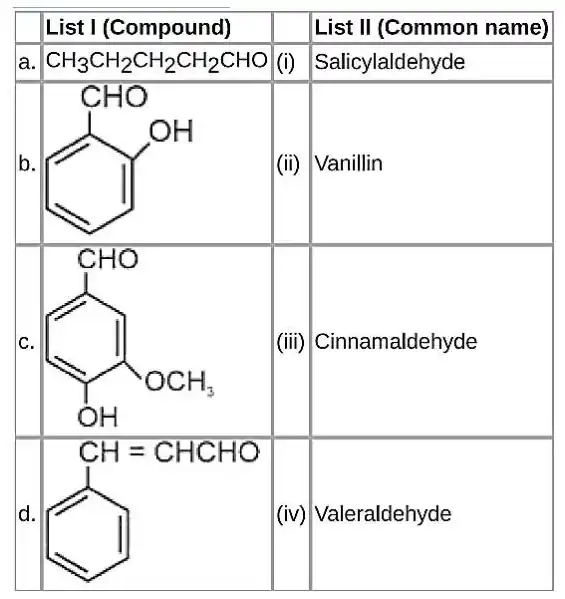 List I (Compound) List II (Common name)
a. CH3CH2CH2CH2CHO (i) Salicylaldehyde
CHO
OH
b. (ii) Vanillin
CHO
c. (iii) Cinnamaldehyde
OCH3
OH
CH = CHCHO
d. (iv) Valeraldehyde